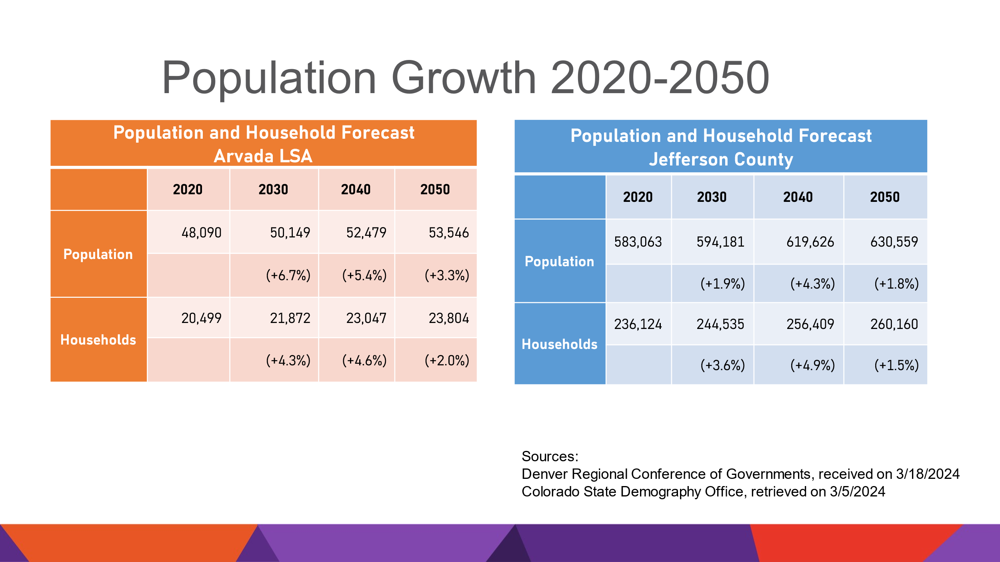 Population Growth 2020-2050
Population and Household Forecast
Arvada LSA
2020 2030 2040 2050
Population
48,090 50,149 52,479 53,546
(+6.7%) (+5.4%) (+3.3%)
Households
20,499 21,872 23,047 23,804
(+4.3%) (+4.6%) (+2.0%)
Population and Household Forecast
Jefferson County
2020 2030 2040 2050
Population
583,063 594,181 619,626 630,559
(+1.9%) (+4.3%) (+1.8%)
Households
236,124 244,535 256,409 260,160
(+3.6%) (+4.9%) (+1.5%)
Sources:
Denver Regional Conference of Governments, received on 3/18/2024
Colorado State Demography Office, retrieved on 3/5/2024